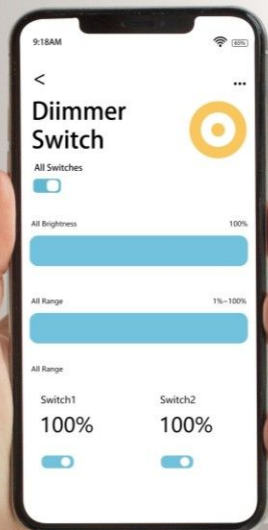 9:18AM
60%
<
...
Diimmer
Switch
All Switches
All Brightness 100%
All Range 1%~100%
All Range
Switch1 Switch2
100% 100%